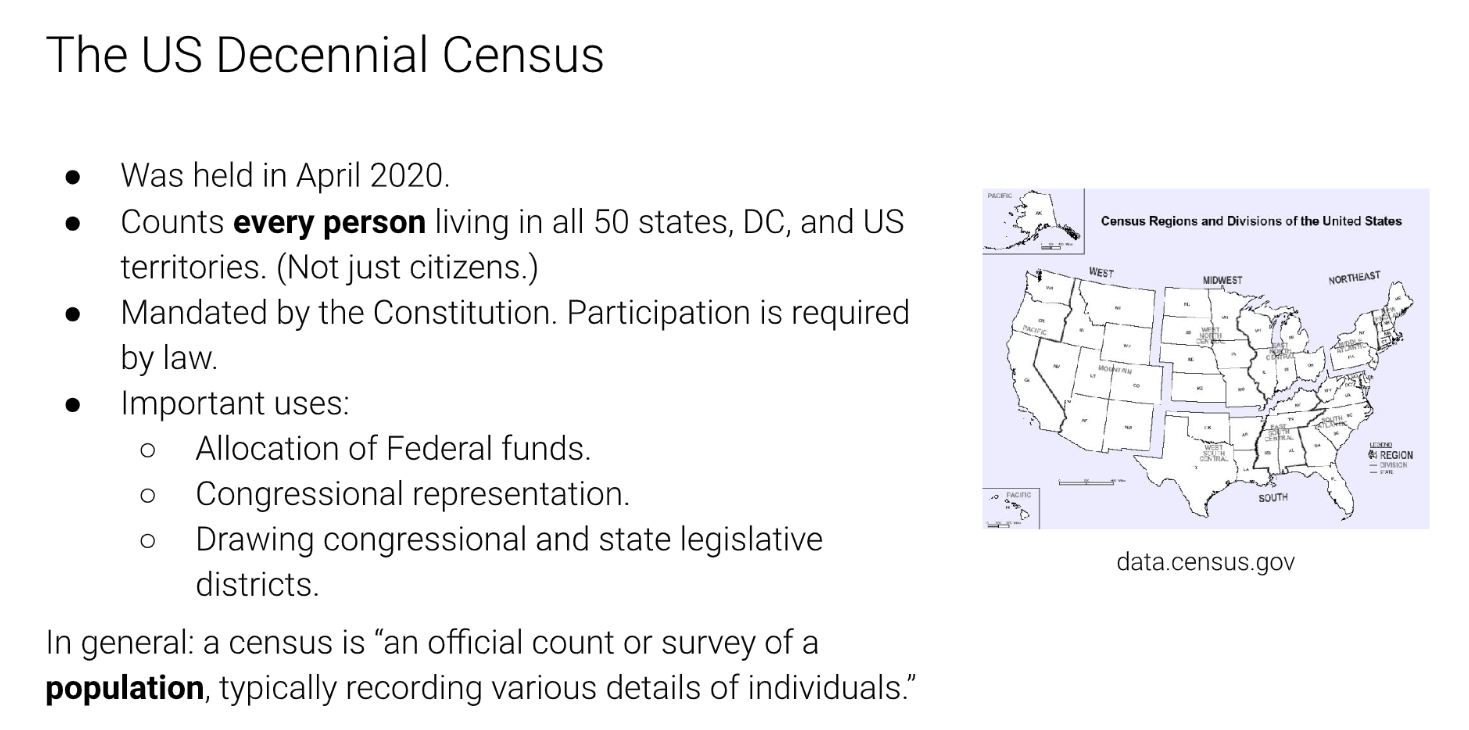 The US Decennial Census
● Was held in April 2020.
● Counts every person living in all 50 states, DC, and US
territories. (Not just citizens.)
● Mandated by the Constitution. Participation is required
by law.
● Important uses:
○ Allocation of Federal funds.
○ Congressional representation.
○ Drawing congressional and state legislative
districts.
In general: a census is “an official count or survey of a
population, typically recording various details of individuals.”
PACIFIC
AK
Census Regions and Divisions of the United States
WEST
MIDWEST
NORTHEAST
PACIFIC
WEST
NORTH
CENTRAL
EAST
NORTH
CENTRAL
MIDDLE
ATLANTIC
MOUNTAIN
WEST
SOUTH
CENTRAL
EAST
SOUTH
CENTRAL
SOUTH
ATLANTIC
LEGEND
REGION
DIVISION
STATE
PACIFIC
SOUTH
data.census.gov